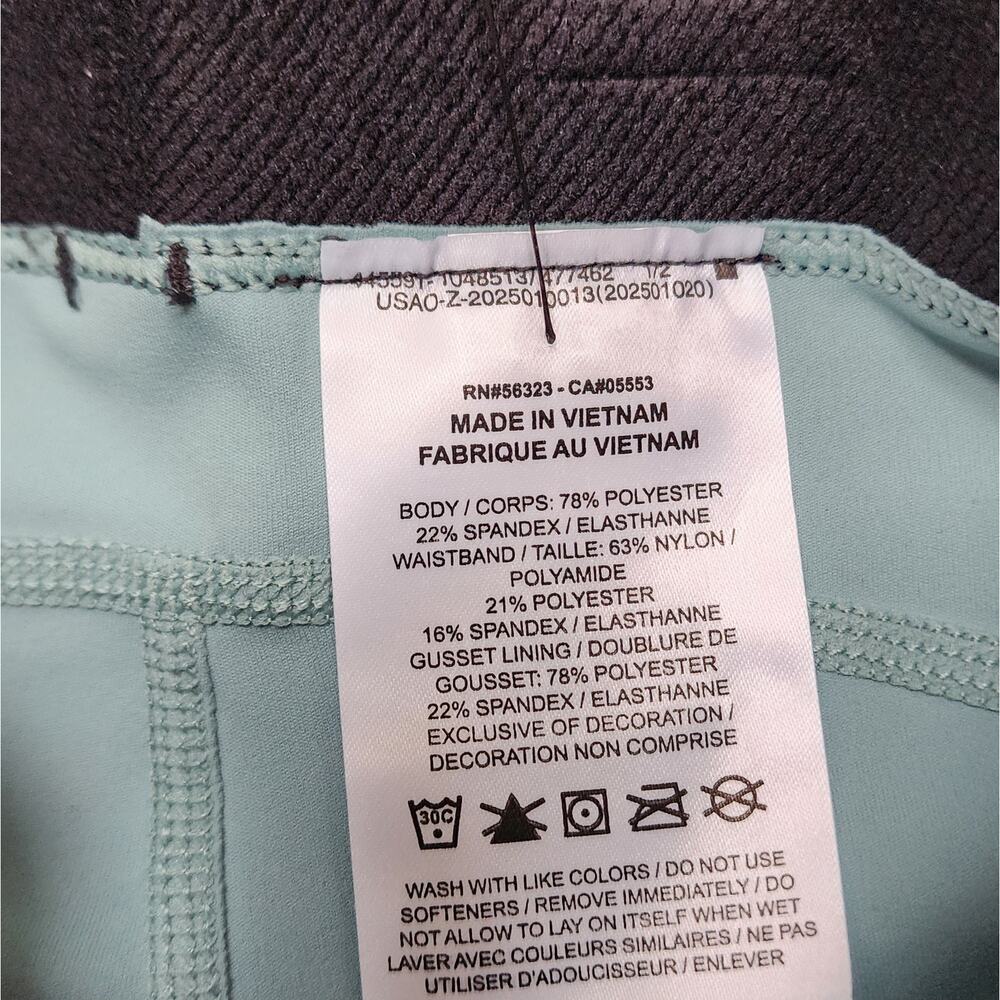 1/2
USAO-Z-2025010013(202501020)
RN#56323 - CA#05553
MADE IN VIETNAM
FABRIQUE AU VIETNAM
BODY / CORPS: 78% POLYESTER
22% SPANDEX / ELASTHANNE
WAISTBAND / TAILLE: 63% NYLON /
POLYAMIDE
21% POLYESTER
16% SPANDEX / ELASTHANNE
GUSSET LINING / DOUBLURE DE
GOUSSET: 78% POLYESTER
22% SPANDEX / ELASTHANNE
EXCLUSIVE OF DECORATION /
DECORATION NON COMPRISE
30C
WASH WITH LIKE COLORS / DO NOT USE
SOFTENERS / REMOVE IMMEDIATELY / DO
NOT ALLOW TO LAY ON ITSELF WHEN WET
LAVER AVEC COULEURS SIMILAIRES / NE PAS
UTILISER D'ADOUCISSEUR / ENLEVER